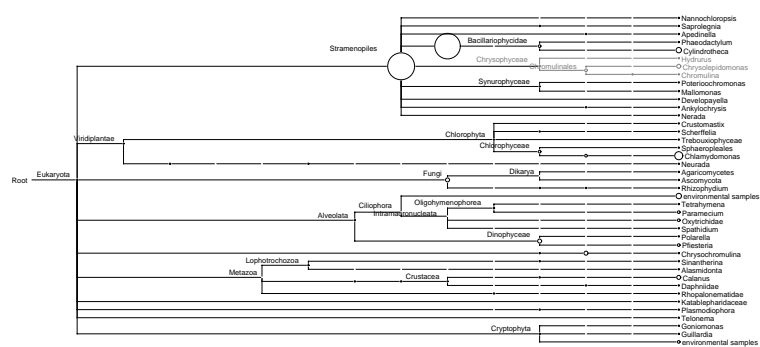 Nannochloropsis
Saprolegnia
Apedinella
Bacillariophycidae
Phaeodactylum
Stramenopiles
Cylindrotheca
Chrysophyceae
Hydrurus
Chromulinales
Chrysolepidomonas
Chromulina
Synurophyceae
Poterioochromonas
Mallomonas
Developayella
Ankylochrysis
Nerada
Crustomastix
Viridiplantae
Chlorophyta
Scherffelia
Trebouxiophyceae
Chlorophyceae
Sphaeropleales
Chlamydomonas
Neurada
Fungi
Dikarya
Agaricomycetes
Root
Eukaryota
Ascomycota
Rhizophydium
environmental samples
Ciliophora
Oligohymenophorea
Tetrahymena
Alveolata
Intramacronucleata
Paramecium
Oxytrichidae
Spathidium
Dinophyceae
Polarella
Pfiesteria
Chrysochromulina
Lophotrochozoa
Sinantherina
Metazoa
Alasmidonta
Crustacea
Calanus
Daphniidae
Rhopalonematidae
Katablepharidaceae
Plasmodiophora
Telonema
Cryptophyta
Goniomonas
Guillardia
environmental samples